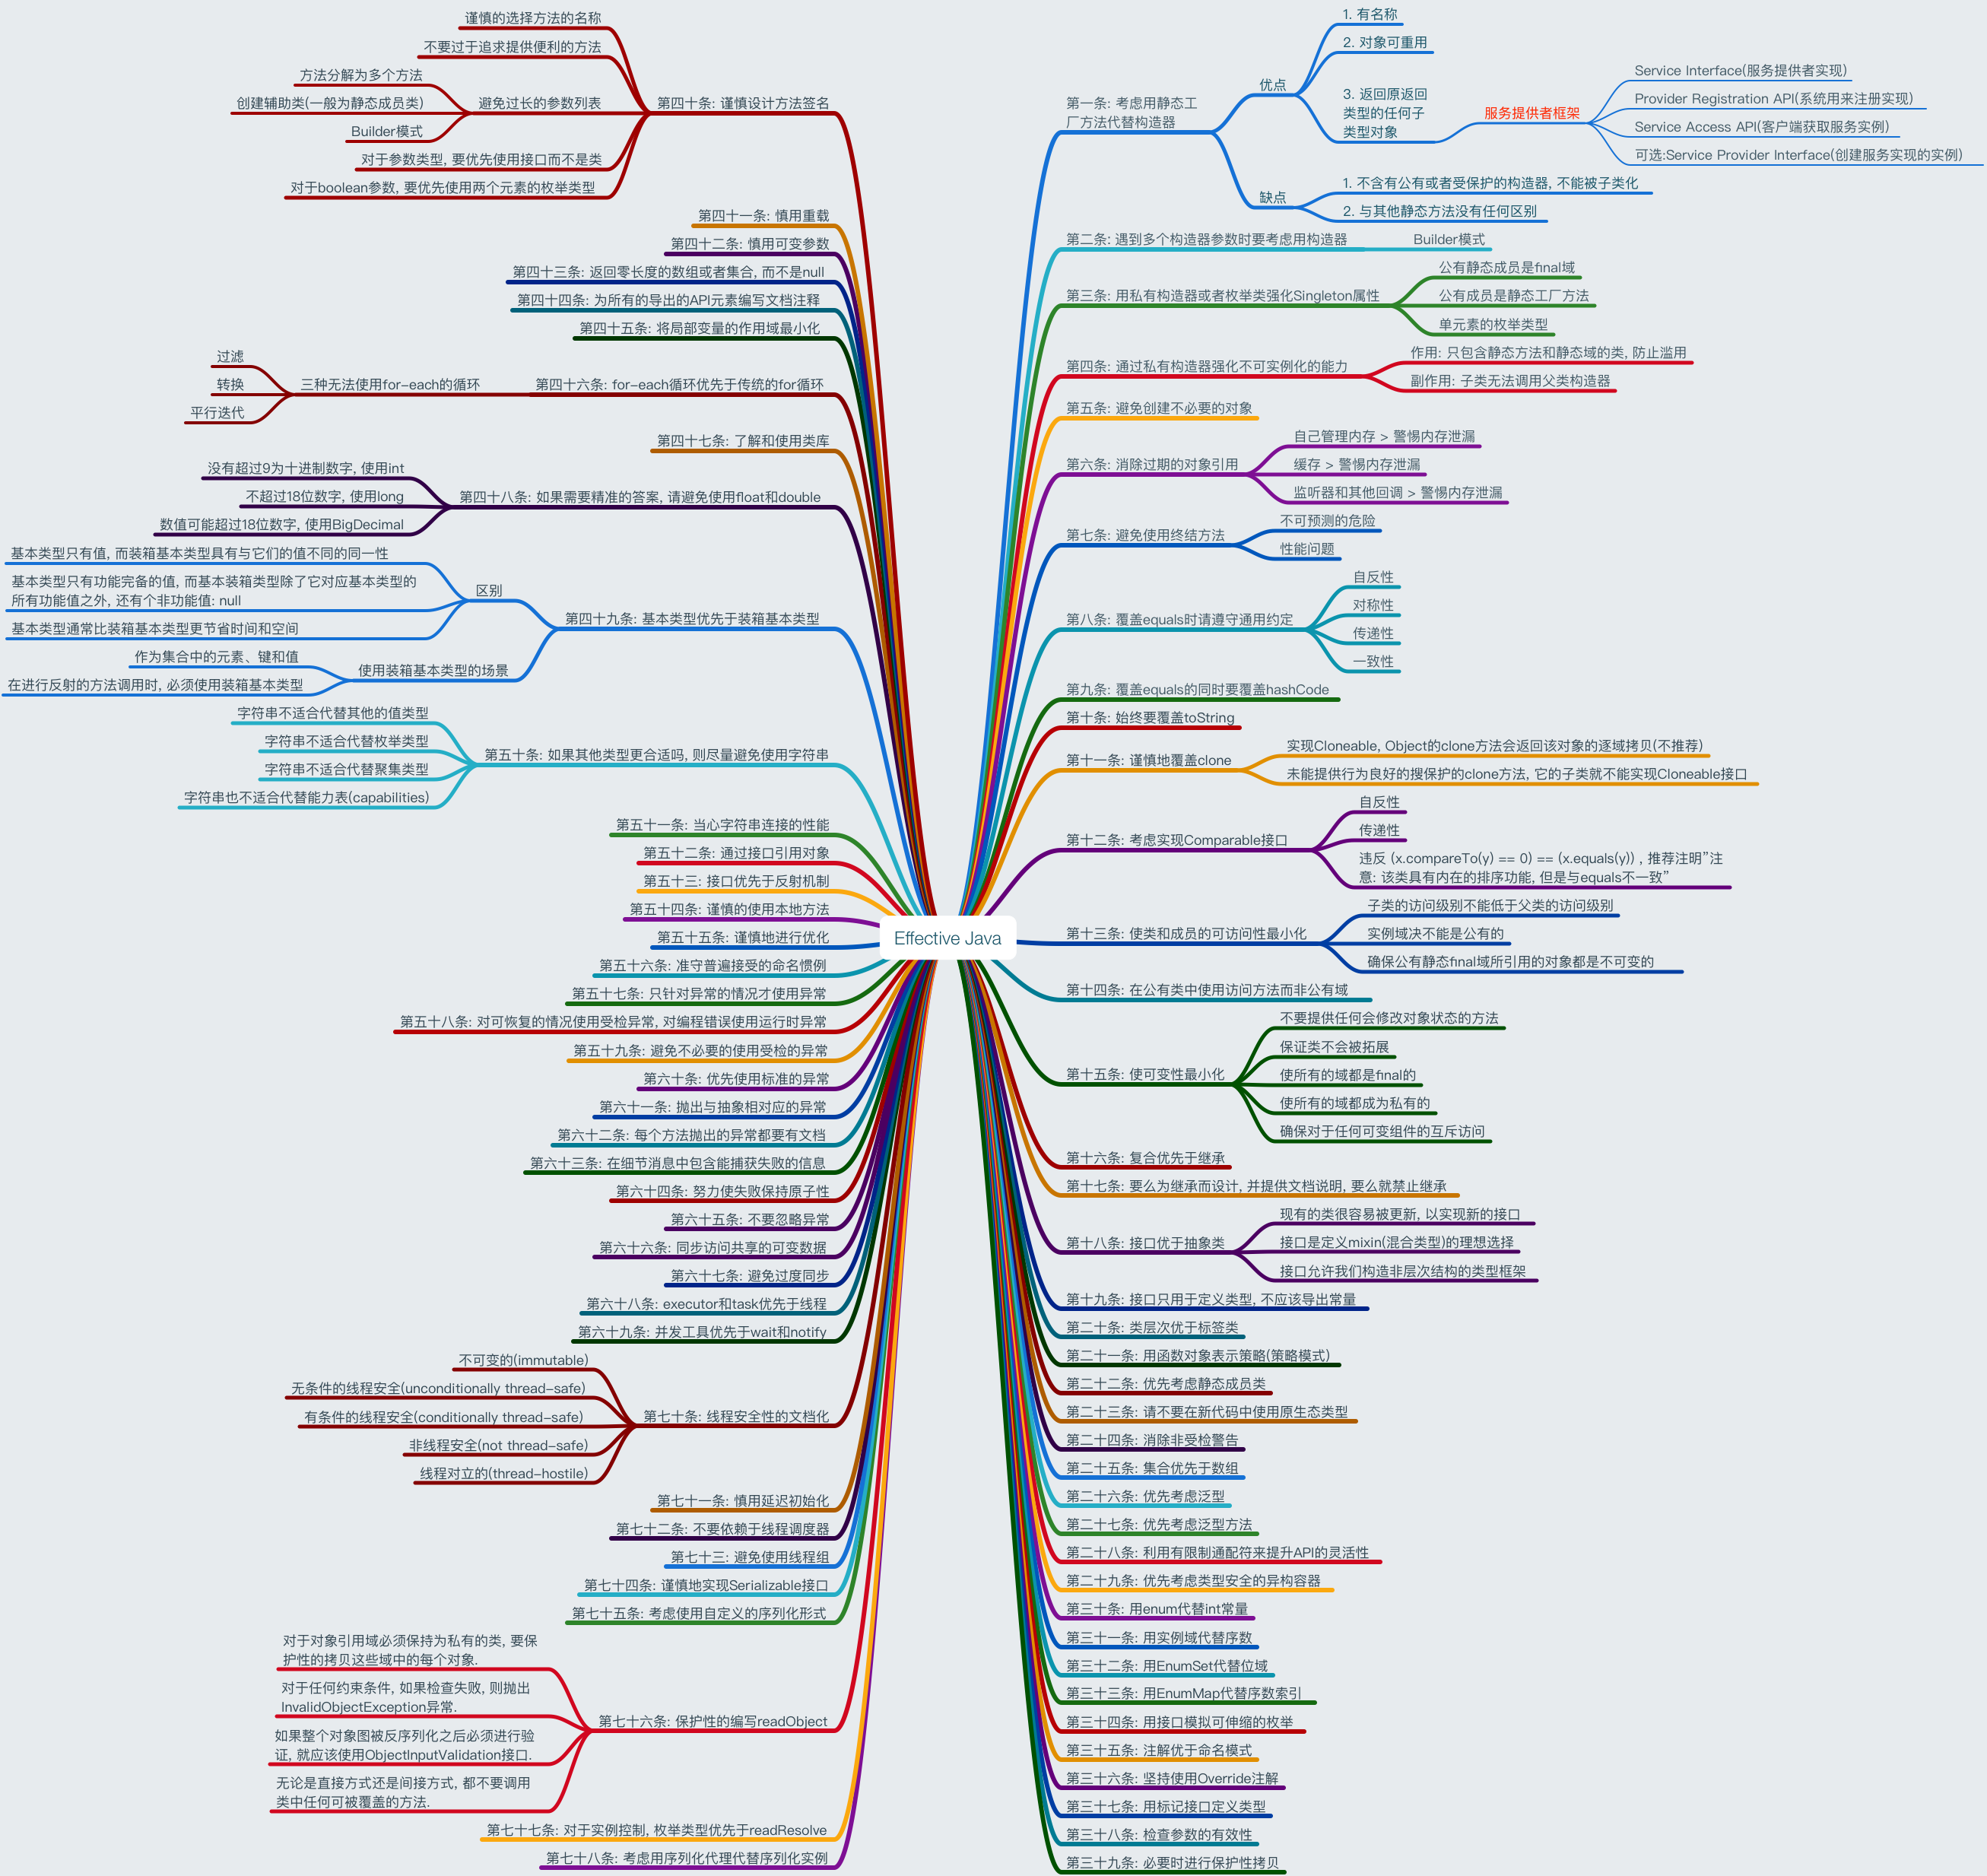 Effective Java
第一条: 考虑用静态工
厂方法代替构造器
优点
1. 有名称
2. 对象可重用
3. 返回原返回
类型的任何子
类型对象
服务提供者框架
Service Interface(服务提供者实现)
Provider Registration API(系统用来注册实现)
Service Access API(客户端获取服务实例)
可选:Service Provider Interface(创建服务实现的实例)
缺点
1. 不含有公有或者受保护的构造器, 不能被子类化
2. 与其他静态方法没有任何区别
第二条: 遇到多个构造器参数时要考虑用构造器
Builder模式
第三条: 用私有构造器或者枚举类强化Singleton属性
公有静态成员是final域
公有成员是静态工厂方法
单元素的枚举类型
第四条: 通过私有构造器强化不可实例化的能力
作用: 只包含静态方法和静态域的类, 防止滥用
副作用: 子类无法调用父类构造器
第五条: 避免创建不必要的对象
第六条: 消除过期的对象引用
自己管理内存 > 警惕内存泄漏
缓存 > 警惕内存泄漏
监听器和其他回调 > 警惕内存泄漏
第七条: 避免使用终结方法
不可预测的危险
性能问题
第八条: 覆盖equals时请遵守通用约定
自反性
对称性
传递性
一致性
第九条: 覆盖equals的同时要覆盖hashCode
第十条: 始终要覆盖toString
第十一条: 谨慎地覆盖clone
实现Cloneable, Object的clone方法会返回该对象的逐域拷贝(不推荐)
未能提供行为良好的搜保护的clone方法, 它的子类就不能实现Cloneable接口
第十二条: 考虑实现Comparable接口
自反性
传递性
违反 (x.compareTo(y) == 0) == (x.equals(y)) , 推荐注明”注
意: 该类具有内在的排序功能, 但是与equals不一致”
第十三条: 使类和成员的可访问性最小化
子类的访问级别不能低于父类的访问级别
实例域决不能是公有的
确保公有静态final域所引用的对象都是不可变的
第十四条: 在公有类中使用访问方法而非公有域
第十五条: 使可变性最小化
不要提供任何会修改对象状态的方法
保证类不会被拓展
使所有的域都是final的
使所有的域都成为私有的
确保对于任何可变组件的互斥访问
第十六条: 复合优先于继承
第十七条: 要么为继承而设计, 并提供文档说明, 要么就禁止继承
第十八条: 接口优于抽象类
现有的类很容易被更新, 以实现新的接口
接口是定义mixin(混合类型)的理想选择
接口允许我们构造非层次结构的类型框架
第十九条: 接口只用于定义类型, 不应该导出常量
第二十条: 类层次优于标签类
第二十一条: 用函数对象表示策略(策略模式)
第二十二条: 优先考虑静态成员类
第二十三条: 请不要在新代码中使用原生态类型
第二十四条: 消除非受检警告
第二十五条: 集合优先于数组
第二十六条: 优先考虑泛型
第二十七条: 优先考虑泛型方法
第二十八条: 利用有限制通配符来提升API的灵活性
第二十九条: 优先考虑类型安全的异构容器
第三十条: 用enum代替int常量
第三十一条: 用实例域代替序数
第三十二条: 用EnumSet代替位域
第三十三条: 用EnumMap代替序数索引
第三十四条: 用接口模拟可伸缩的枚举
第三十五条: 注解优于命名模式
第三十六条: 坚持使用Override注解
第三十七条: 用标记接口定义类型
第三十八条: 检查参数的有效性
第三十九条: 必要时进行保护性拷贝
第四十条: 谨慎设计方法签名
谨慎的选择方法的名称
不要过于追求提供便利的方法
避免过长的参数列表
方法分解为多个方法
创建辅助类(一般为静态成员类)
Builder模式
对于参数类型, 要优先使用接口而不是类
对于boolean参数, 要优先使用两个元素的枚举类型
第四十一条: 慎用重载
第四十二条: 慎用可变参数
第四十三条: 返回零长度的数组或者集合, 而不是null
第四十四条: 为所有的导出的API元素编写文档注释
第四十五条: 将局部变量的作用域最小化
第四十六条: for-each循环优先于传统的for循环
三种无法使用for-each的循环
过滤
转换
平行迭代
第四十七条: 了解和使用类库
第四十八条: 如果需要精准的答案, 请避免使用float和double
没有超过9为十进制数字, 使用int
不超过18位数字, 使用long
数值可能超过18位数字, 使用BigDecimal
第四十九条: 基本类型优先于装箱基本类型
区别
基本类型只有值, 而装箱基本类型具有与它们的值不同的同一性
基本类型只有功能完备的值, 而基本装箱类型除了它对应基本类型的
所有功能值之外, 还有个非功能值: null
基本类型通常比装箱基本类型更节省时间和空间
使用装箱基本类型的场景
作为集合中的元素、键和值
在进行反射的方法调用时, 必须使用装箱基本类型
第五十条: 如果其他类型更合适吗, 则尽量避免使用字符串
字符串不适合代替其他的值类型
字符串不适合代替枚举类型
字符串不适合代替聚集类型
字符串也不适合代替能力表(capabilities)
第五十一条: 当心字符串连接的性能
第五十二条: 通过接口引用对象
第五十三: 接口优先于反射机制
第五十四条: 谨慎的使用本地方法
第五十五条: 谨慎地进行优化
第五十六条: 准守普遍接受的命名惯例
第五十七条: 只针对异常的情况才使用异常
第五十八条: 对可恢复的情况使用受检异常, 对编程错误使用运行时异常
第五十九条: 避免不必要的使用受检的异常
第六十条: 优先使用标准的异常
第六十一条: 抛出与抽象相对应的异常
第六十二条: 每个方法抛出的异常都要有文档
第六十三条: 在细节消息中包含能捕获失败的信息
第六十四条: 努力使失败保持原子性
第六十五条: 不要忽略异常
第六十六条: 同步访问共享的可变数据
第六十七条: 避免过度同步
第六十八条: executor和task优先于线程
第六十九条: 并发工具优先于wait和notify
第七十条: 线程安全性的文档化
不可变的(immutable)
无条件的线程安全(unconditionally thread-safe)
有条件的线程安全(conditionally thread-safe)
非线程安全(not thread-safe)
线程对立的(thread-hostile)
第七十一条: 慎用延迟初始化
第七十二条: 不要依赖于线程调度器
第七十三: 避免使用线程组
第七十四条: 谨慎地实现Serializable接口
第七十五条: 考虑使用自定义的序列化形式
第七十六条: 保护性的编写readObject
对于对象引用域必须保持为私有的类, 要保
护性的拷贝这些域中的每个对象.
对于任何约束条件, 如果检查失败, 则抛出
InvalidObjectException异常.
如果整个对象图被反序列化之后必须进行验
证, 就应该使用ObjectInputValidation接口.
无论是直接方式还是间接方式, 都不要调用
类中任何可被覆盖的方法.
第七十七条: 对于实例控制, 枚举类型优先于readResolve
第七十八条: 考虑用序列化代理代替序列化实例